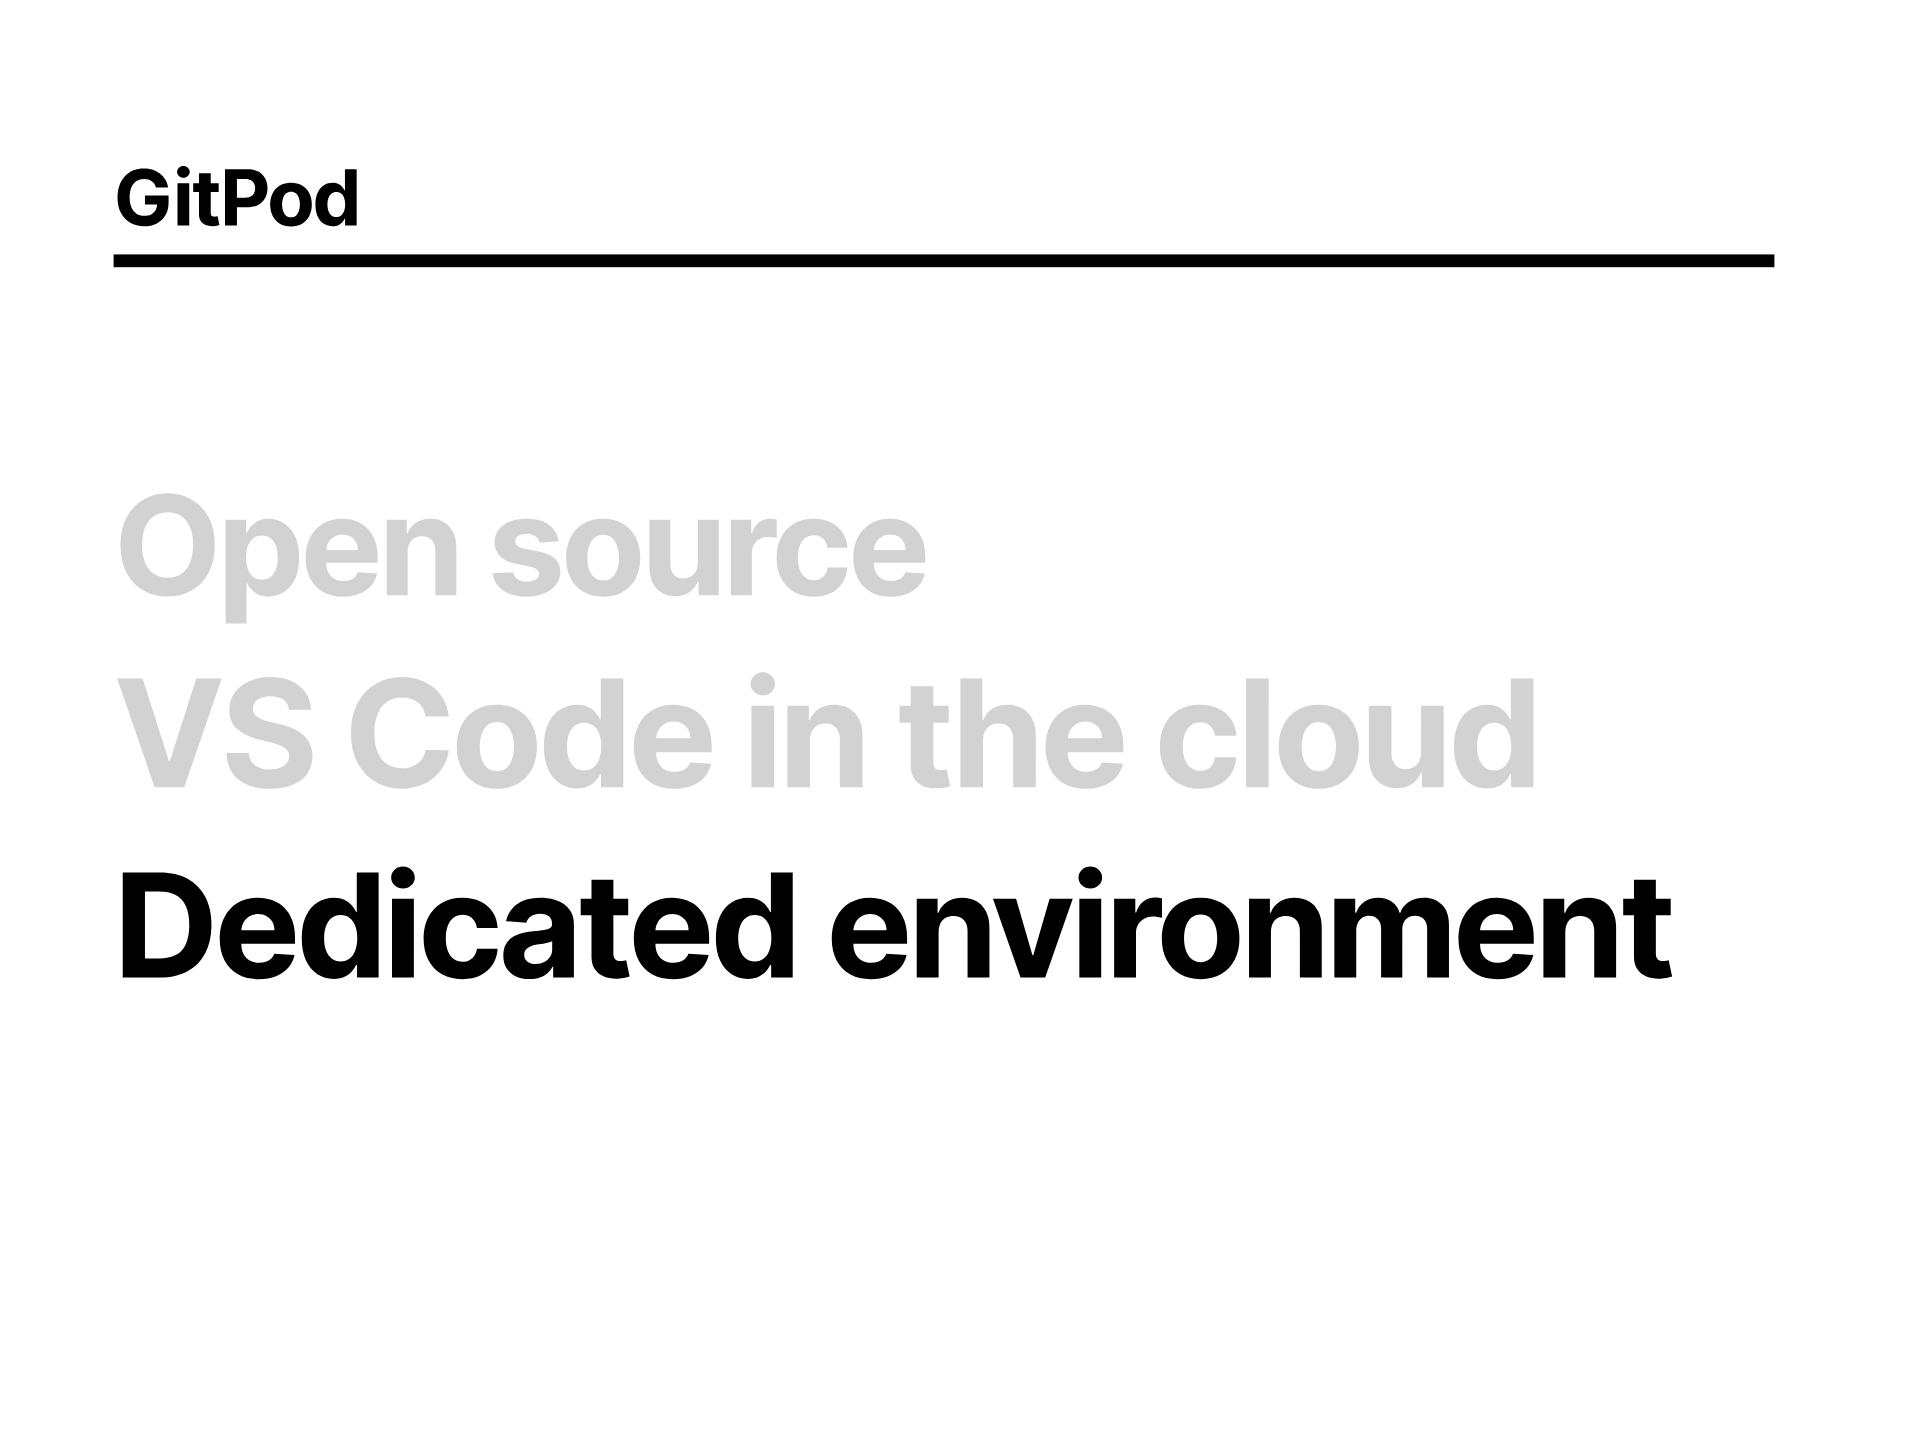 GitPod
Open source
VS Code in the cloud
Dedicated environment